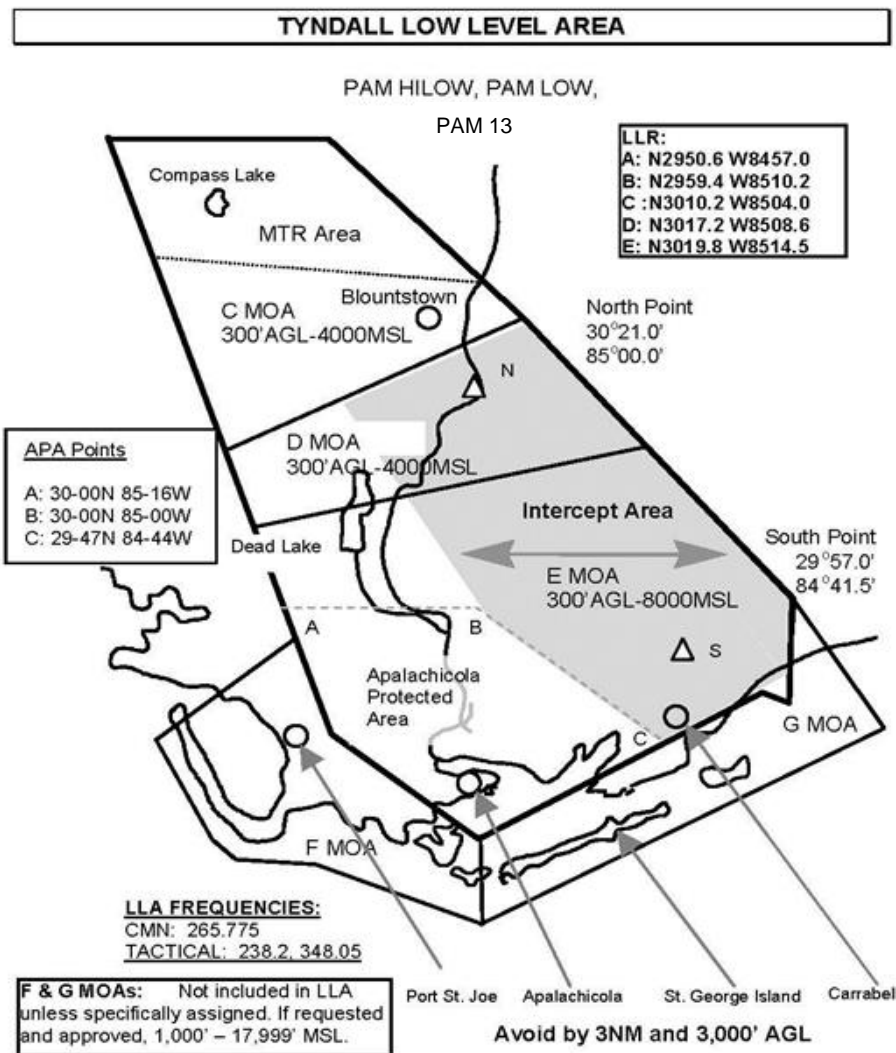 TYNDALL LOW LEVEL AREA
PAM HILOW, PAM LOW,
PAM 13
LLR:
A: N2950.6 W8457.0
B: N2959.4 W8510.2
C :N3010.2 W8504.0
D: N3017.2 W8508.6
E: N3019.8 W8514.5
Compass Lake
MTR Area
Blountstown
C MOA
300'AGL-4000MSL
North Point
30°21.0'
85°00.0'
N
D MOA
300'AGL-4000MSL
APA Points
A: 30-00N 85-16W
B: 30-00N 85-00W
C: 29-47N 84-44W
Intercept Area
Dead Lake
E MOA
300'AGL-8000MSL
South Point
29°57.0'
84°41.5'
A
B
S
Apalachicola
Protected
Area
C
G MOA
F MOA
LLA FREQUENCIES:
CMN: 265.775
TACTICAL: 238.2, 348.05
F & G MOAs: Not included in LLA
unless specifically assigned. If requested
and approved, 1,000' – 17,999' MSL.
Port St. Joe
Apalachicola
St. George Island
Carrabel
Avoid by 3NM and 3,000' AGL